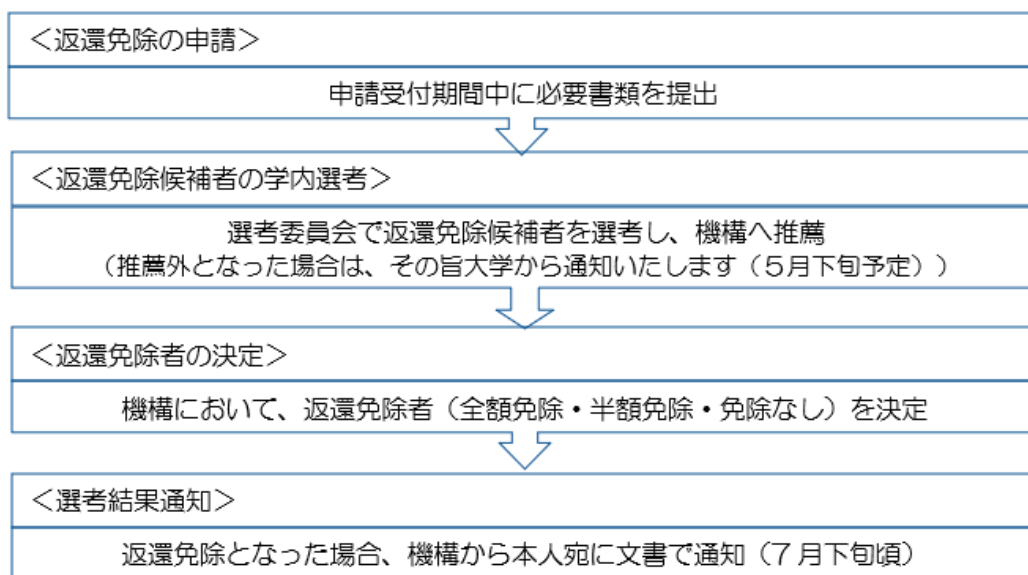 ＜返還免除の申請＞
申請受付期間中に必要書類を提出
＜返還免除候補者の学内選考＞
選考委員会で返還免除候補者を選考し、機構へ推薦
（推薦外となった場合は、その旨大学から通知いたします（５月下旬予定））
＜返還免除者の決定＞
機構において、返還免除者（全額免除・半額免除・免除なし）を決定
＜選考結果通知＞
返還免除となった場合、機構から本人宛に文書で通知（７月下旬頃）